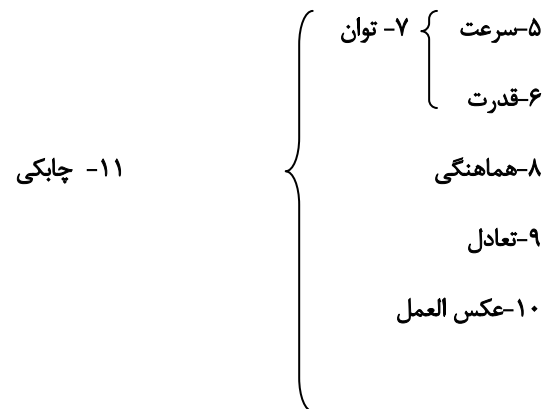 ۵-سرعت
۷- توان
۶-قدرت
۸-هماهنگی
۱۱- چابکی
۹-تعادل
۱۰-عکس العمل